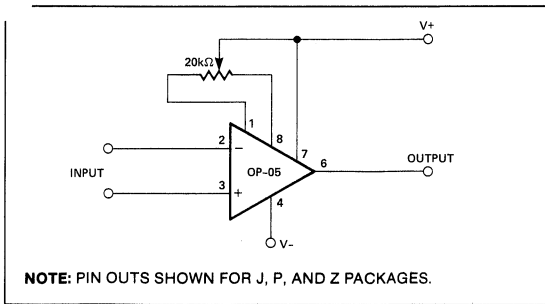 V+
20kΩ
1
8
2
−
7
6
OUTPUT
INPUT
OP-05
3
+
4
V−
NOTE: PIN OUTS SHOWN FOR J, P, AND Z PACKAGES.